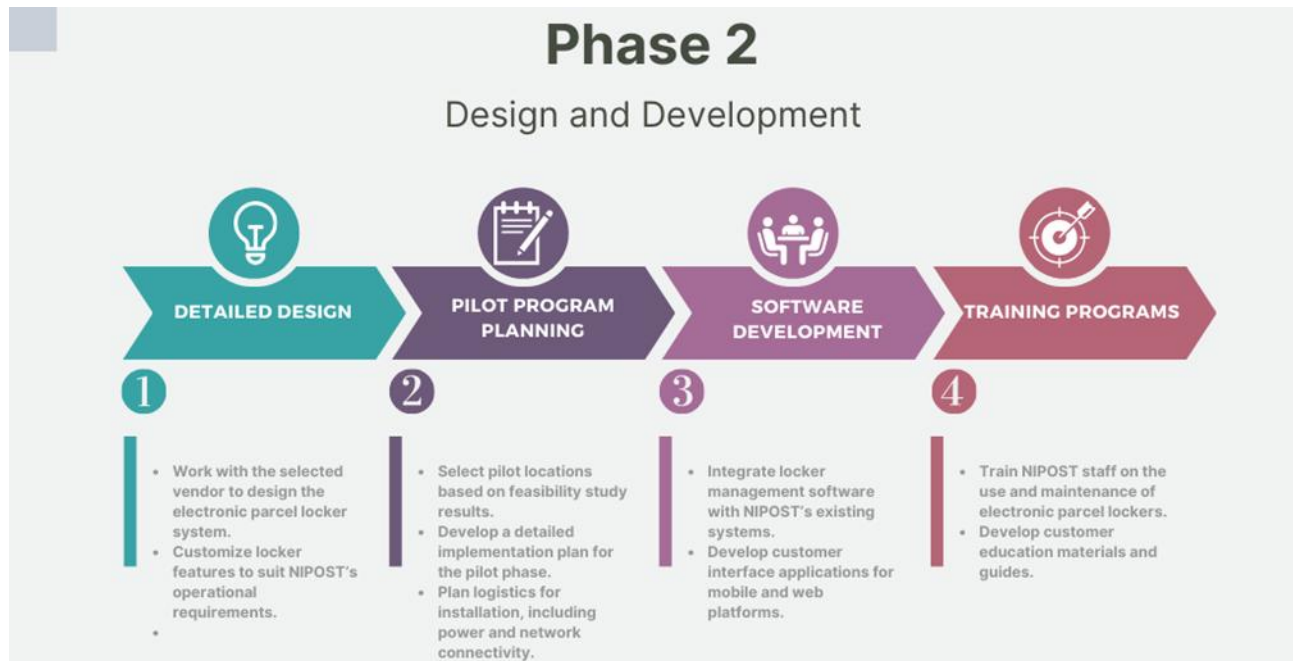 Phase 2
Design and Development
DETAILED DESIGN
PILOT PROGRAM
PLANNING
SOFTWARE
DEVELOPMENT
TRAINING PROGRAMS
1
• Work with the selected
vendor to design the
electronic parcel locker
system.
• Customize locker
features to suit NIPOST's
operational
requirements.
•
2
• Select pilot locations
based on feasibility study
results.
• Develop a detailed
implementation plan for
the pilot phase.
• Plan logistics for
installation, including
power and network
connectivity.
3
• Integrate locker
management software
with NIPOST's existing
systems.
• Develop customer
interface applications for
mobile and web
platforms.
4
• Train NIPOST staff on the
use and maintenance of
electronic parcel lockers.
• Develop customer
education materials and
guides.